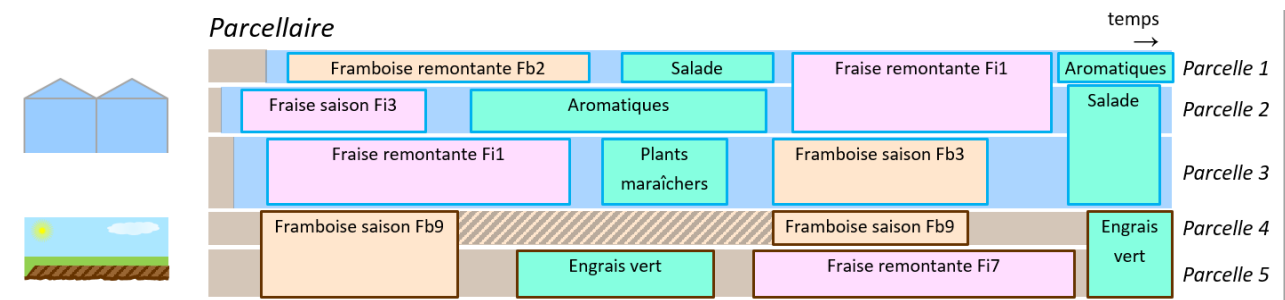 Parcellaire
temps
→
Framboise remontante Fb2
Salade
Fraise remontante Fi1
Aromatiques
Parcelle 1
Fraise saison Fi3
Aromatiques
Salade
Parcelle 2
Fraise remontante Fi1
Plants
maraîchers
Framboise saison Fb3
Parcelle 3
Framboise saison Fb9
Framboise saison Fb9
Engrais
vert
Parcelle 4
Engrais vert
Fraise remontante Fi7
Parcelle 5